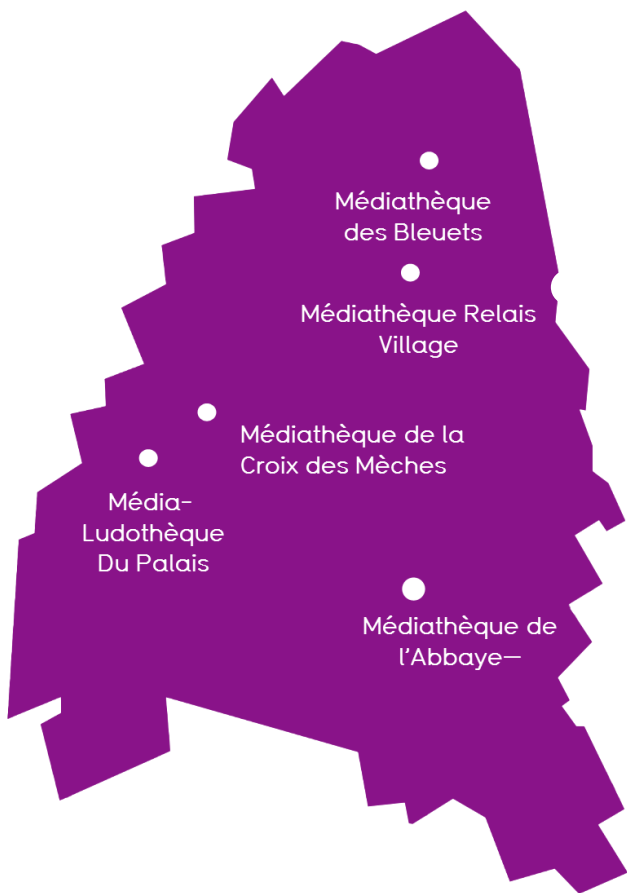 Médiathèque
des Bleuets
Médiathèque Relais
Village
Médiathèque de la
Croix des Mèches
Média-
Ludothèque
Du Palais
Médiathèque de
l'Abbaye—